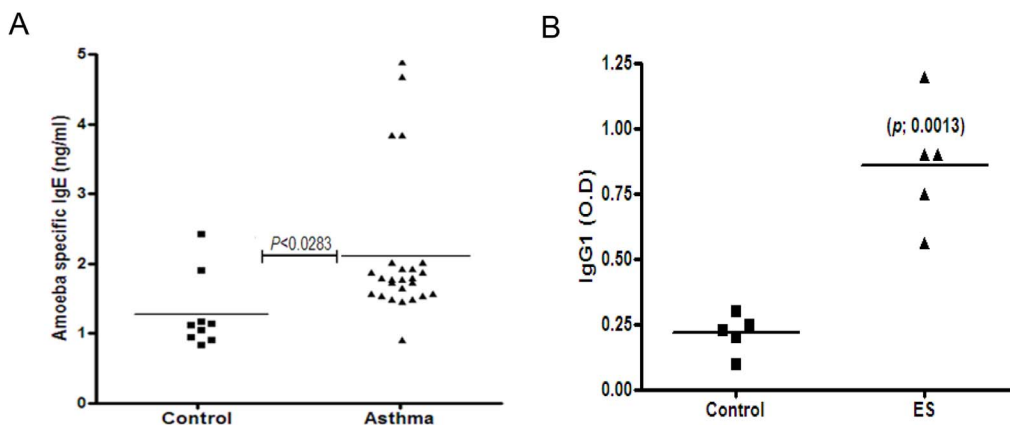 A
Amoeba specific IgE (ng/ml)
5
4
3
2
1
0
P<0.0283
Control
Asthma
B
IgG1 (O.D)
1.25
1.00
0.75
0.50
0.25
0.00
(p; 0.0013)
Control
ES